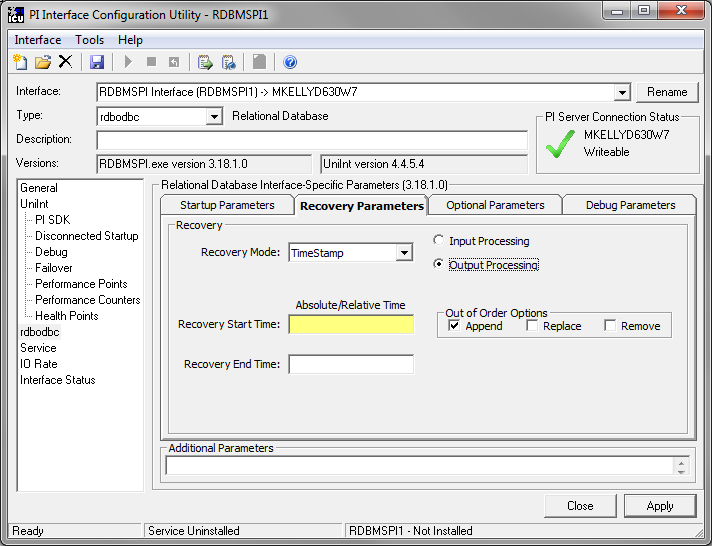 PI Interface Configuration Utility - RDBMSPI1
Interface Tools Help
Interface: RDBMSPI Interface (RDBMSPI1) -> MKELLYD630W7 Rename
Type: rdbodbc Relational Database
Description:
Versions: RDBMSPI.exe version 3.18.1.0 UniInt version 4.4.5.4
PI Server Connection Status
MKELLYD630W7
Writeable
General
UniInt
PI SDK
Disconnected Startup
Debug
Failover
Performance Points
Performance Counters
Health Points
rdbodbc
Service
IO Rate
Interface Status
Relational Database Interface-Specific Parameters (3.18.1.0)
Startup Parameters Recovery Parameters Optional Parameters Debug Parameters
Recovery
Recovery Mode: TimeStamp
Input Processing
Output Processing
Absolute/Relative Time
Recovery Start Time:
Out of Order Options
Append Replace Remove
Recovery End Time:
Additional Parameters
Close Apply
Ready Service Uninstalled RDBMSPI1 - Not Installed